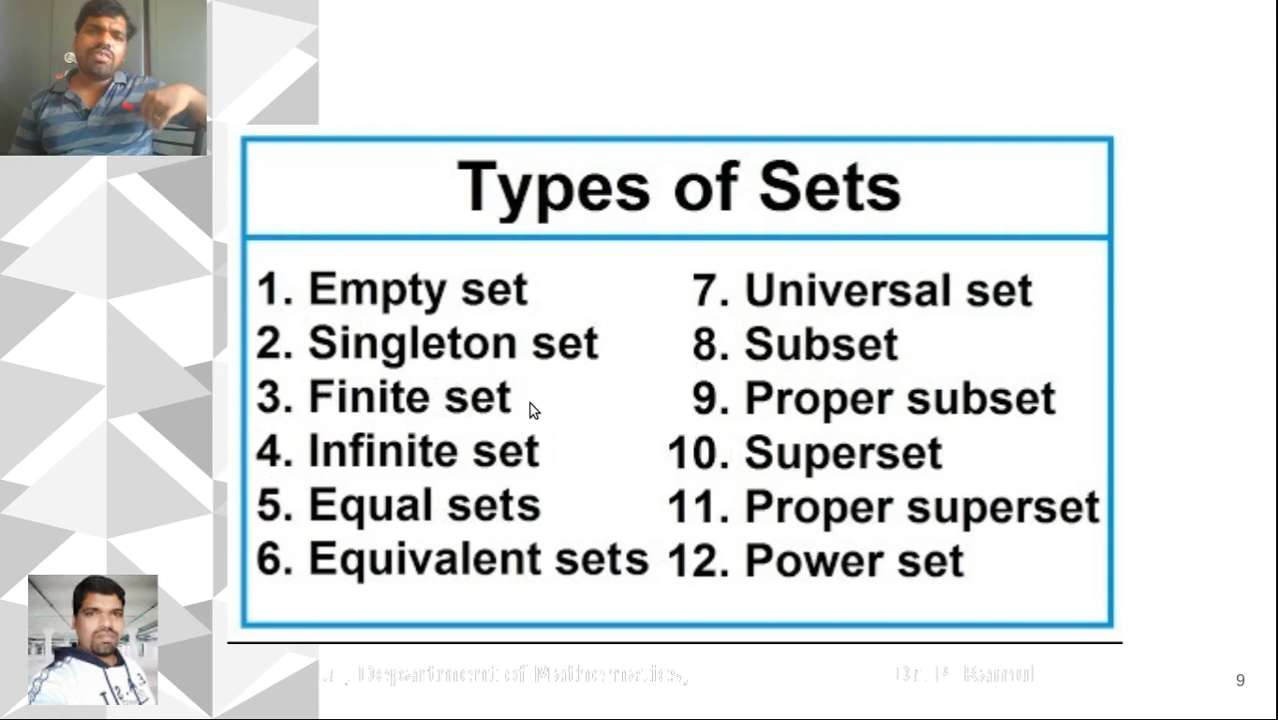 Types of Sets
1. Empty set
2. Singleton set
3. Finite set
4. Infinite set
5. Equal sets
6. Equivalent sets
7. Universal set
8. Subset
9. Proper subset
10. Superset
11. Proper superset
12. Power set
, Department of Mathematics,
Dr. P.
9